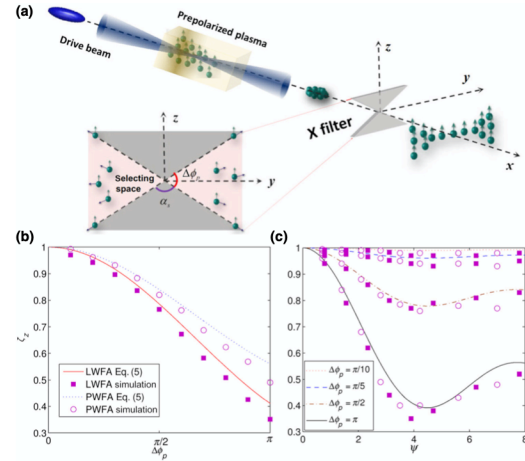 (a)
Drive beam
Prepolarized plasma
X filter
z
y
x
z
y
Selecting space
Δϕp
αs
(b)
1
0.9
0.8
0.7
0.6
0.5
0.4
0.3
ζz
LWFA Eq. (5)
LWFA simulation
PWFA Eq. (5)
PWFA simulation
0
π/2
π
Δϕp
(c)
1
0.9
0.8
0.7
0.6
0.5
0.4
0.3
Δϕp = π/10
Δϕp = π/5
Δϕp = π/2
Δϕp = π
0
2
4
6
8
ψ